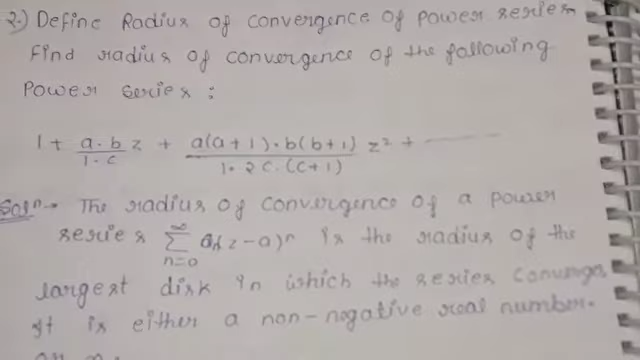 2.) Define Radius of convergence of power series
Find radius of convergence of the following
Power series :
1 + a·b/1·c z + a(a+1)·b(b+1)/1·2c·(c+1) z² + ———
Solⁿ→ The radius of convergence of a power
series ∑_{n=0}^{∞} aₙ(z-a)ⁿ is the radius of the
largest disk in which the series converge
It is either a non-negative real number.